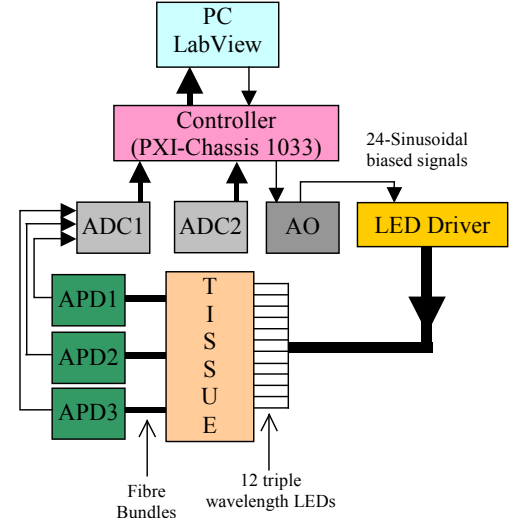 PC
LabView
Controller
(PXI-Chassis 1033)
24-Sinusoidal
biased signals
ADC1
ADC2
AO
LED Driver
APD1
APD2
APD3
T
I
S
S
U
E
Fibre
Bundles
12 triple
wavelength LEDs